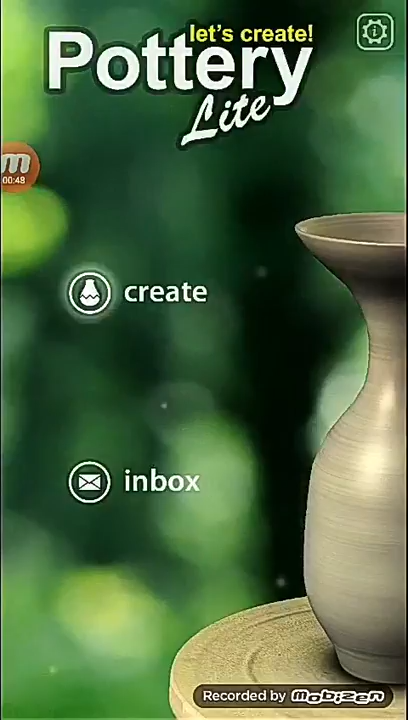 let's create!
Pottery
Lite
m
00:48
create
inbox
Recorded by mobizen